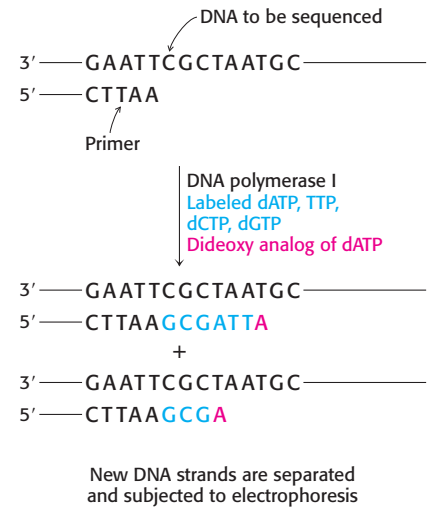 DNA to be sequenced
3′ GAATTCGCTAATGC
5′ CTTAA
Primer
DNA polymerase I
Labeled dATP, TTP,
dCTP, dGTP
Dideoxy analog of dATP
3′ GAATTCGCTAATGC
5′ CTTAAGCGATTA
+
3′ GAATTCGCTAATGC
5′ CTTAAGCGA
New DNA strands are separated
and subjected to electrophoresis